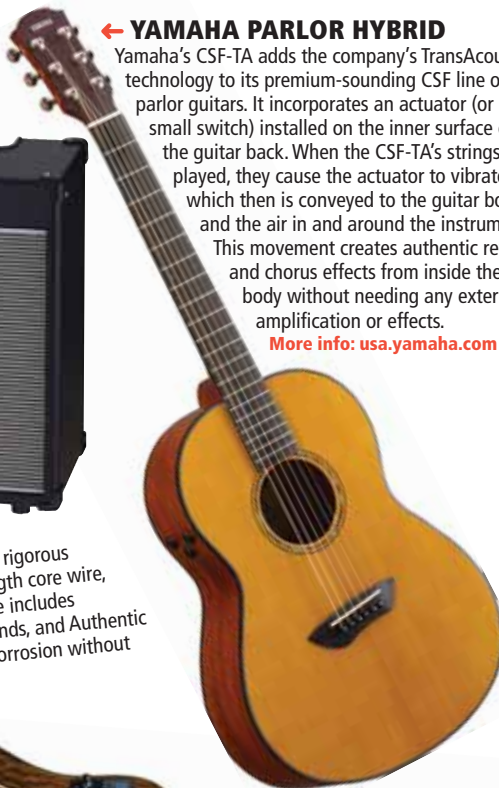 ← YAMAHA PARLOR HYBRID
Yamaha's CSF-TA adds the company's TransAcou
technology to its premium-sounding CSF line o
parlor guitars. It incorporates an actuator (or
small switch) installed on the inner surface
the guitar back. When the CSF-TA's strings
played, they cause the actuator to vibrate
which then is conveyed to the guitar bo
and the air in and around the instrum
This movement creates authentic re
and chorus effects from inside the
body without needing any exter
amplification or effects.
More info: usa.yamaha.com
rigorous
gth core wire,
e includes
nds, and Authentic
orrosion without
YAMAHA